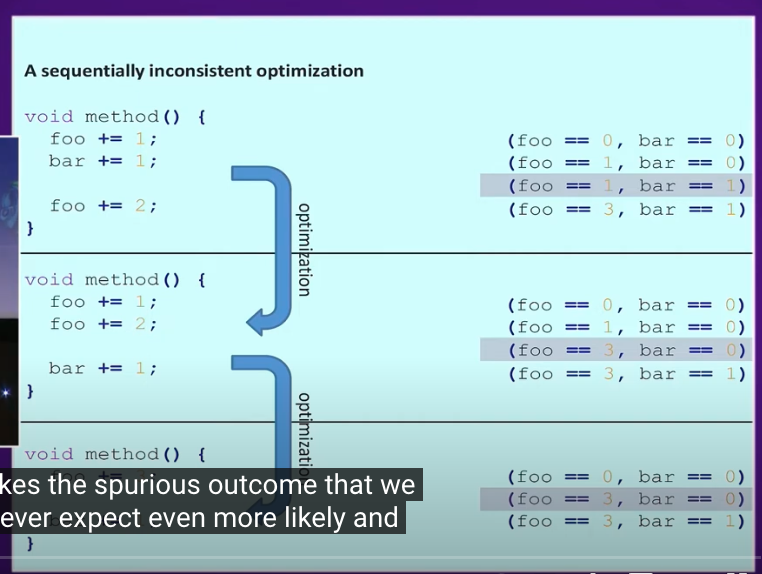 A sequentially inconsistent optimization
void method() {
foo += 1;
bar += 1;
foo += 2;
}
(foo == 0, bar == 0)
(foo == 1, bar == 0)
(foo == 1, bar == 1)
(foo == 3, bar == 1)
optimization
void method() {
foo += 1;
foo += 2;
bar += 1;
}
(foo == 0, bar == 0)
(foo == 1, bar == 0)
(foo == 3, bar == 0)
(foo == 3, bar == 1)
optimization
void method() {
}
(foo == 0, bar == 0)
(foo == 3, bar == 0)
(foo == 3, bar == 1)
kes the spurious outcome that we
ever expect even more likely and